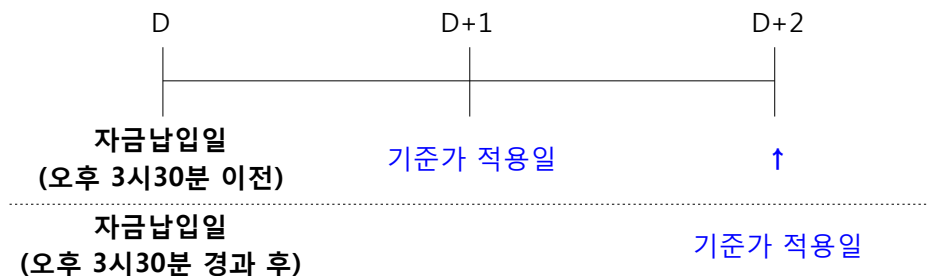 D D+1 D+2
자금납입일
(오후 3시30분 이전)
기준가 적용일 ↑
자금납입일
(오후 3시30분 경과 후)
기준가 적용일